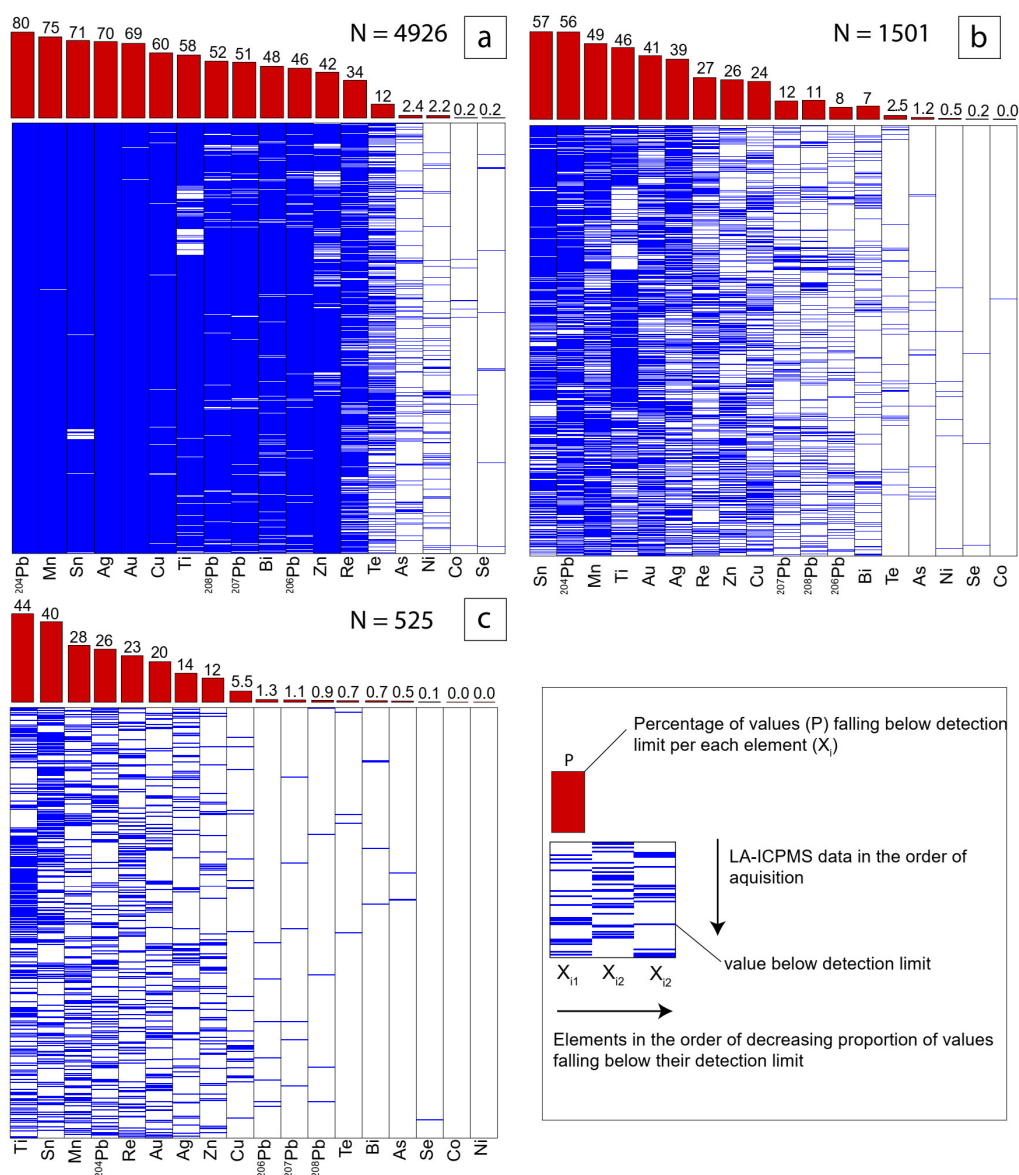 80 75 71 70 69 60 58 52 51 48 46 42 34 12 2.4 2.2 0.2 0.2
N = 4926
a
204Pb Mn Sn Ag Au Cu Ti 208Pb 207Pb Bi 206Pb Zn Re Te As Ni Co Se
57 56 49 46 41 39 27 26 24 12 11 8 7 2.5 1.2 0.5 0.2 0.0
N = 1501
b
Sn 204Pb Mn Ti Au Ag Re Zn Cu 207Pb 208Pb 206Pb Bi Te As Ni Se Co
44 40 28 26 23 20 14 12 5.5 1.3 1.1 0.9 0.7 0.7 0.5 0.1 0.0 0.0
N = 525
c
Ti Sn Mn 204Pb Re Au Ag Zn Cu 206Pb 207Pb 208Pb Te Bi As Se Co Ni
Percentage of values (P) falling below detection
limit per each element (Xi)
P
LA-ICPMS data in the order of
aquisition
value below detection limit
Xi1 Xi2 Xi2
Elements in the order of decreasing proportion of values
falling below their detection limit